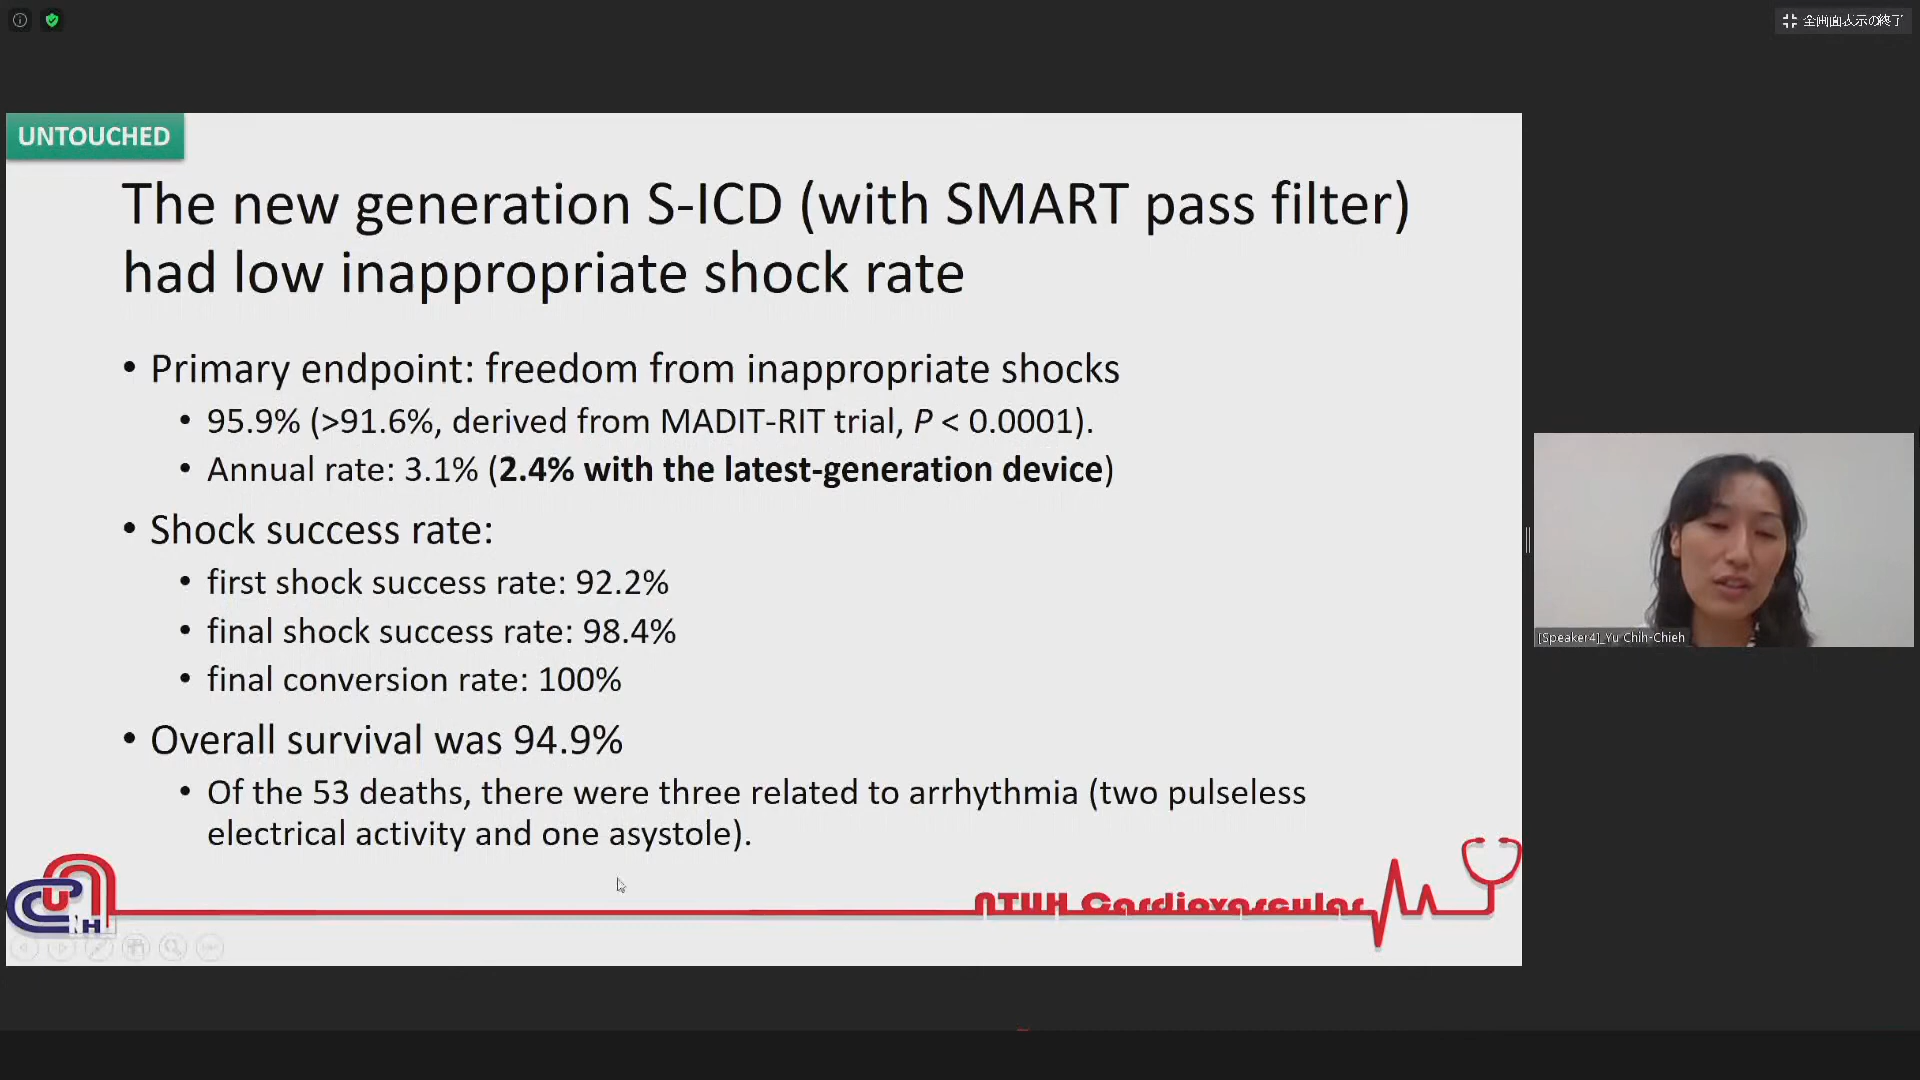 全画面表示の終了
UNTOUCHED
The new generation S-ICD (with SMART pass filter)
had low inappropriate shock rate
• Primary endpoint: freedom from inappropriate shocks
• 95.9% (>91.6%, derived from MADIT-RIT trial, P < 0.0001).
• Annual rate: 3.1% (2.4% with the latest-generation device)
• Shock success rate:
• first shock success rate: 92.2%
• final shock success rate: 98.4%
• final conversion rate: 100%
• Overall survival was 94.9%
• Of the 53 deaths, there were three related to arrhythmia (two pulseless
electrical activity and one asystole).
[Speaker4]_Yu Chih-Chieh
NTUH Cardiovascular